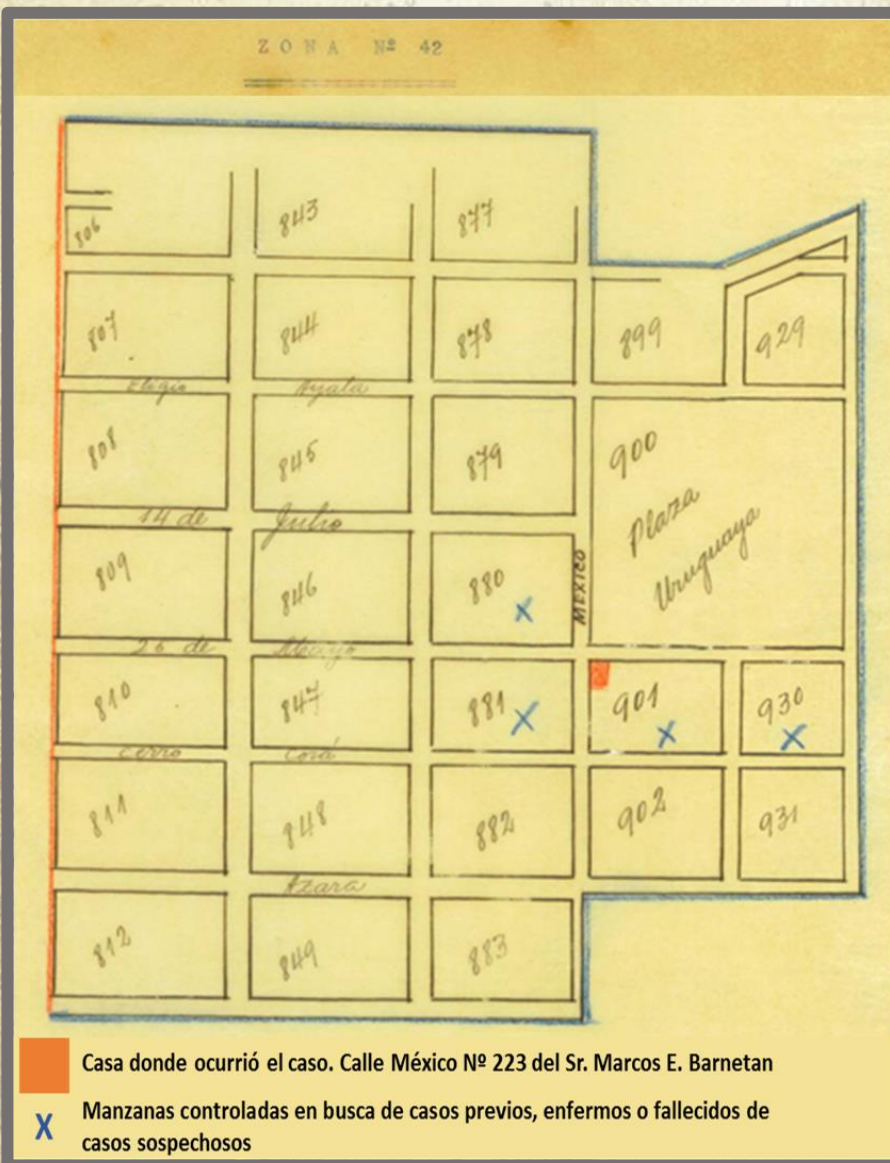 ZONA Nº 42
843
877
806
807
844
878
899
929
Eligio Ayala
808
845
879
900
Plaza
Uruguaya
14 de Julio
809
846
880
X
MEXICO
25 de Mayo
810
847
881
X
901
X
930
X
Cerro Corá
811
848
882
902
931
Azara
812
849
883
Casa donde ocurrió el caso. Calle México Nº 223 del Sr. Marcos E. Barnetan
X
Manzanas controladas en busca de casos previos, enfermos o fallecidos de
casos sospechosos